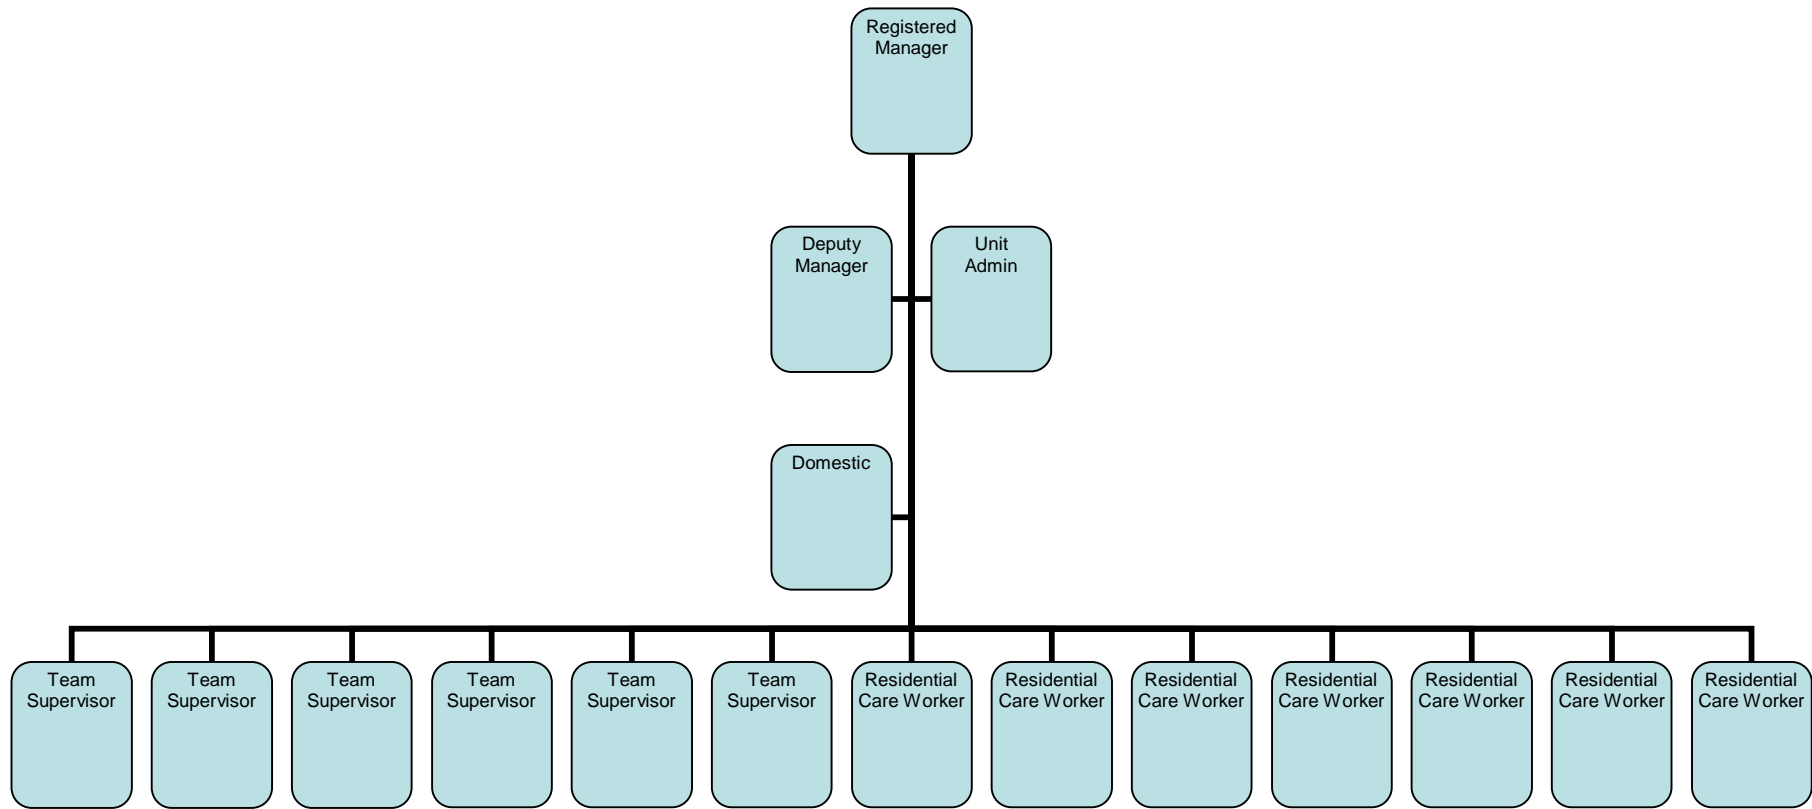 Registered
Manager
Deputy
Manager
Unit
Admin
Domestic
Team
Supervisor
Team
Supervisor
Team
Supervisor
Team
Supervisor
Team
Supervisor
Team
Supervisor
Residential
Care Worker
Residential
Care Worker
Residential
Care Worker
Residential
Care Worker
Residential
Care Worker
Residential
Care Worker
Residential
Care Worker